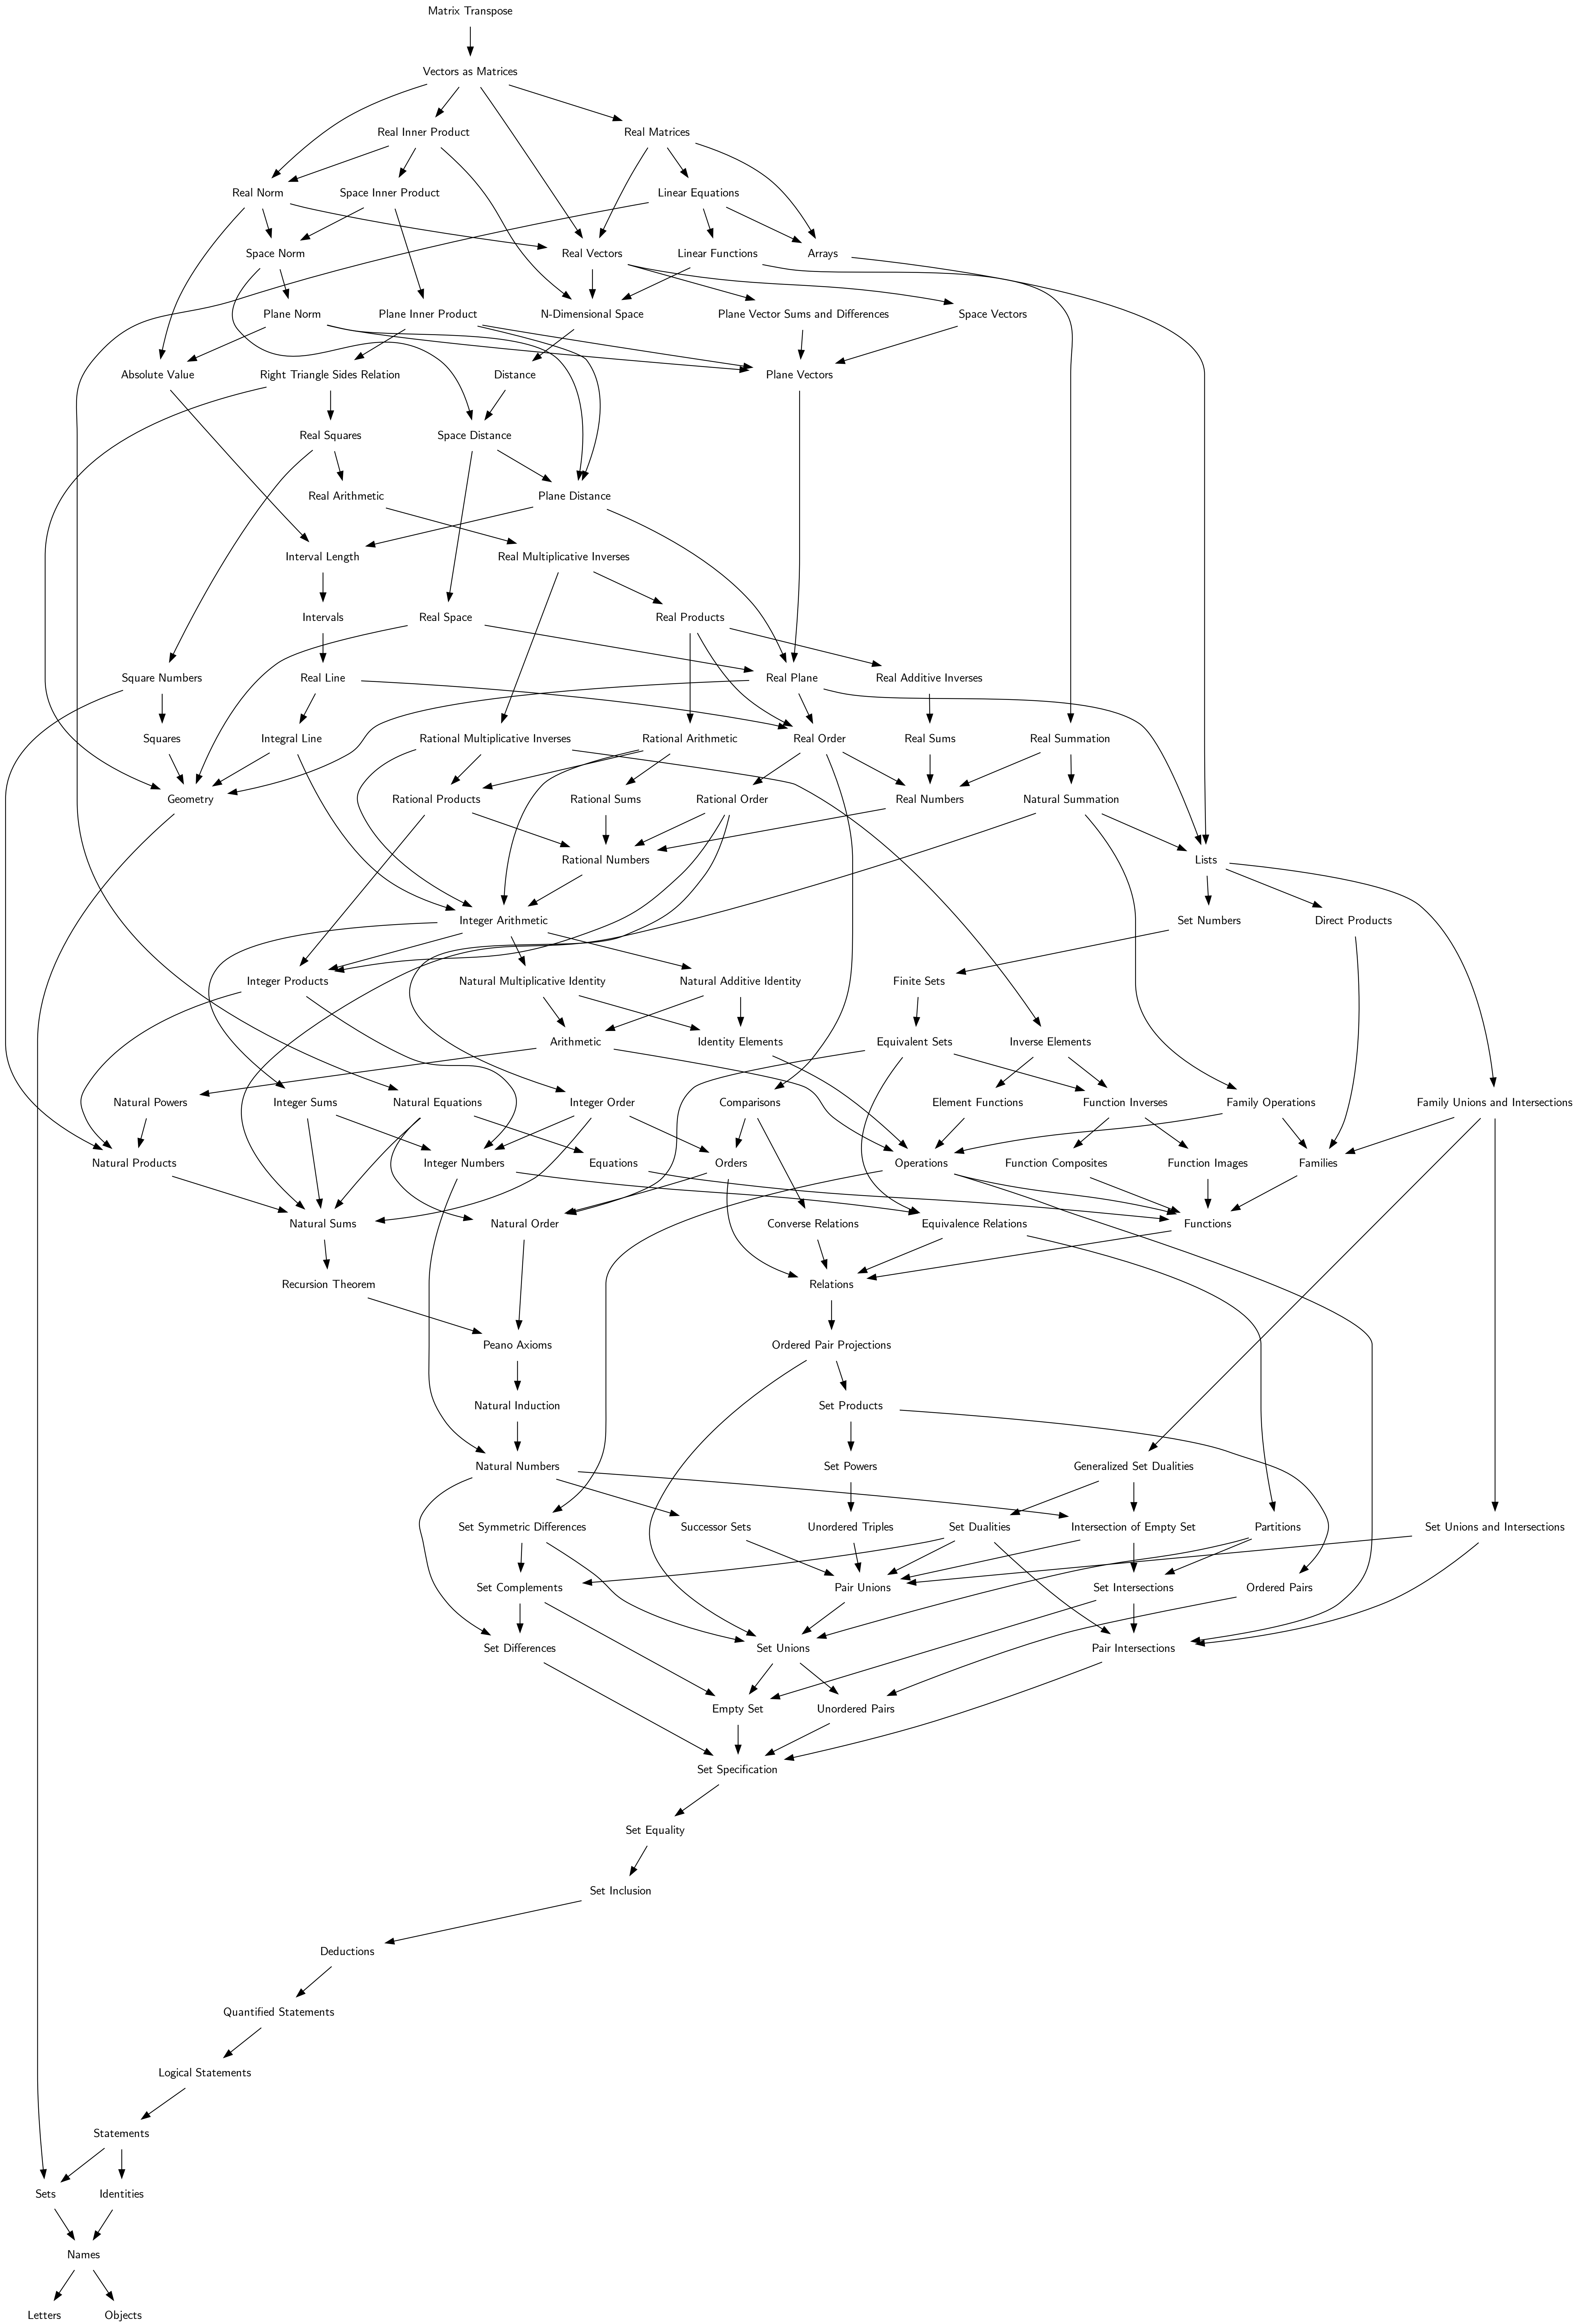 Matrix Transpose
Vectors as Matrices
Real Inner Product
Real Matrices
Real Norm
Space Inner Product
Linear Equations
Space Norm
Real Vectors
Linear Functions
Arrays
Plane Norm
Plane Inner Product
N-Dimensional Space
Plane Vector Sums and Differences
Space Vectors
Absolute Value
Right Triangle Sides Relation
Distance
Plane Vectors
Real Squares
Space Distance
Real Arithmetic
Plane Distance
Interval Length
Real Multiplicative Inverses
Intervals
Real Space
Real Products
Square Numbers
Real Line
Real Plane
Real Additive Inverses
Squares
Integral Line
Rational Multiplicative Inverses
Rational Arithmetic
Real Order
Real Sums
Real Summation
Geometry
Rational Products
Rational Sums
Rational Order
Real Numbers
Natural Summation
Rational Numbers
Lists
Integer Arithmetic
Set Numbers
Direct Products
Integer Products
Natural Multiplicative Identity
Natural Additive Identity
Finite Sets
Arithmetic
Identity Elements
Equivalent Sets
Inverse Elements
Natural Powers
Integer Sums
Natural Equations
Integer Order
Comparisons
Element Functions
Function Inverses
Family Operations
Family Unions and Intersections
Natural Products
Integer Numbers
Equations
Orders
Operations
Function Composites
Function Images
Families
Natural Sums
Natural Order
Converse Relations
Equivalence Relations
Functions
Recursion Theorem
Relations
Peano Axioms
Ordered Pair Projections
Natural Induction
Set Products
Natural Numbers
Set Powers
Generalized Set Dualities
Set Symmetric Differences
Successor Sets
Unordered Triples
Set Dualities
Intersection of Empty Set
Partitions
Set Unions and Intersections
Set Complements
Pair Unions
Set Intersections
Ordered Pairs
Set Differences
Set Unions
Pair Intersections
Empty Set
Unordered Pairs
Set Specification
Set Equality
Set Inclusion
Deductions
Quantified Statements
Logical Statements
Statements
Sets
Identities
Names
Letters
Objects